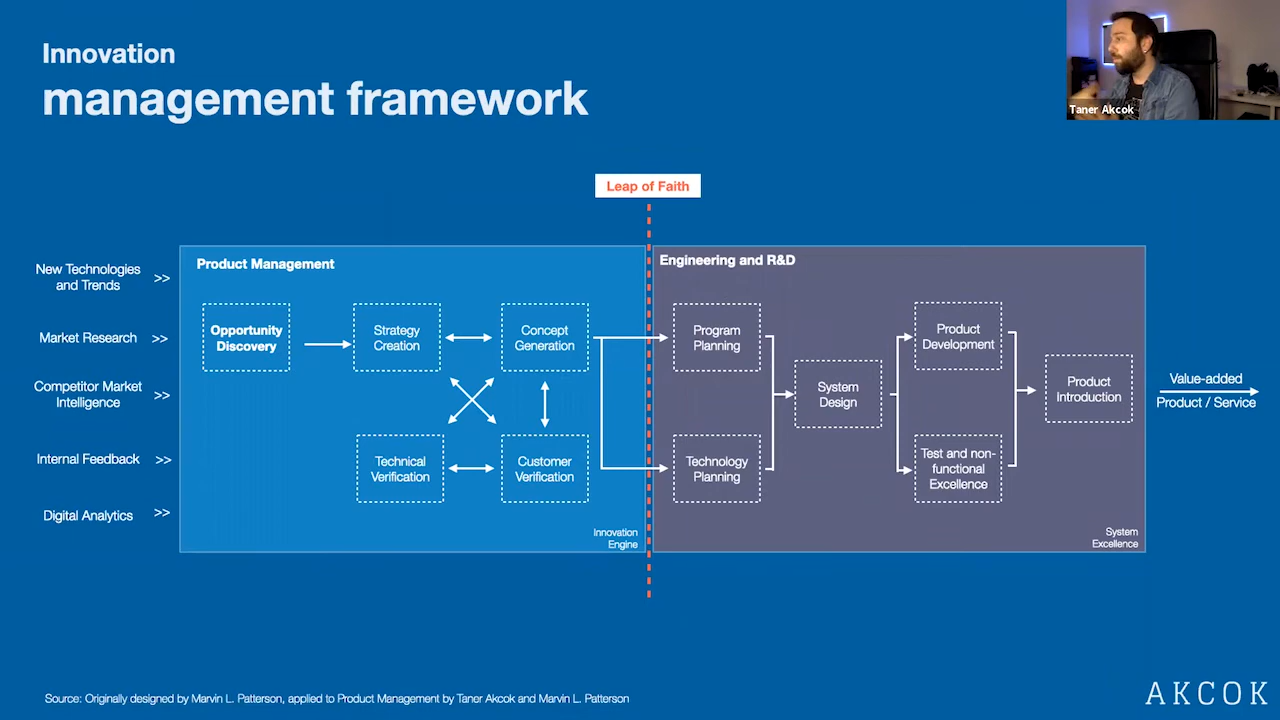 Innovation
management framework
Taner Akcok
Leap of Faith
New Technologies
and Trends
>>
Market Research
>>
Competitor Market
Intelligence
>>
Internal Feedback
>>
Digital Analytics
>>
Product Management
Opportunity
Discovery
Strategy
Creation
Concept
Generation
Technical
Verification
Customer
Verification
Innovation
Engine
Engineering and R&D
Program
Planning
Technology
Planning
System
Design
Product
Development
Test and non-
functional
Excellence
Product
Introduction
System
Excellence
Value-added
Product / Service
Source: Originally designed by Marvin L. Patterson, applied to Product Management by Taner Akcok and Marvin L. Patterson
AKCOK